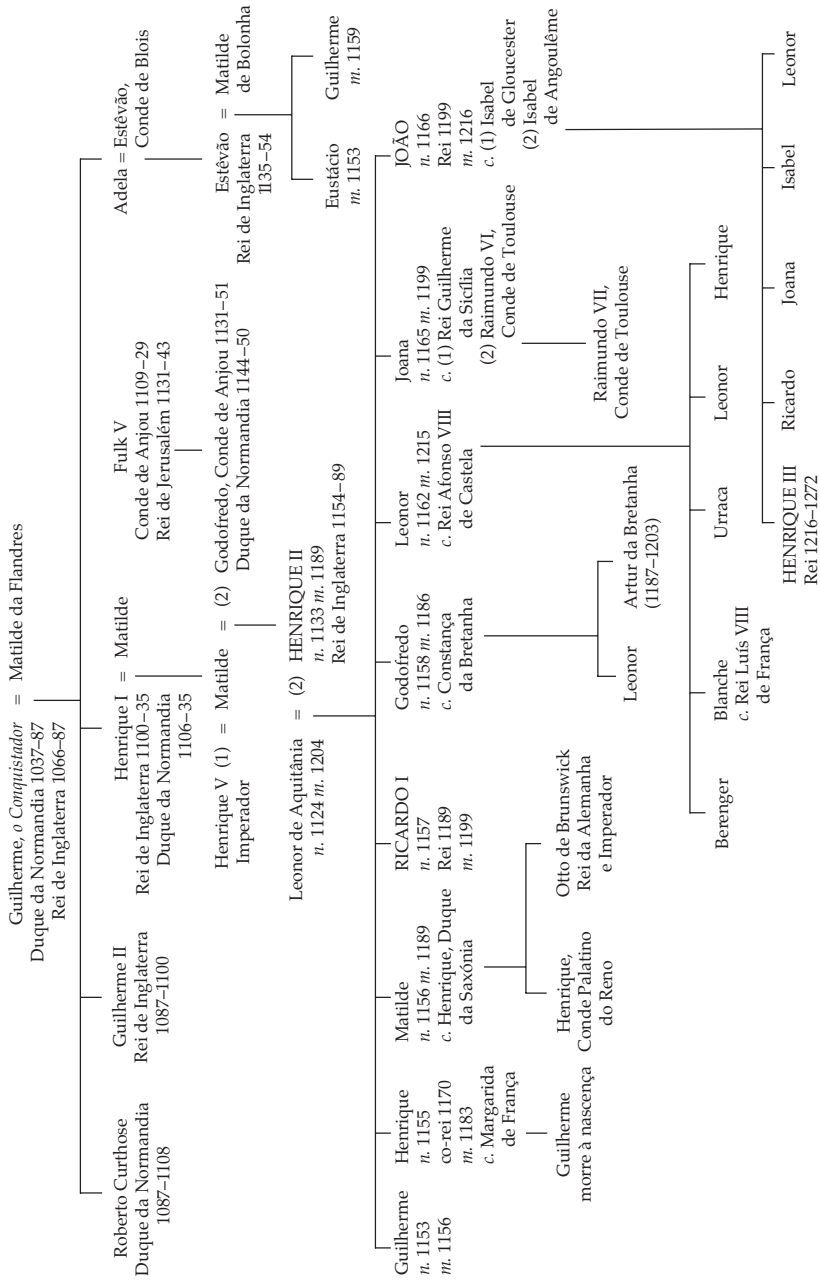 Guilherme, o Conquistador = Matilde da Flandres
Duque da Normandia 1037–87
Rei de Inglaterra 1066–87
Roberto Curthose
Duque da Normandia
1087–1108
Guilherme II
Rei de Inglaterra
1087–1100
Henrique I = Matilde
Rei de Inglaterra 1100–35
Duque da Normandia
1106–35
Fulk V
Conde de Anjou 1109–29
Rei de Jerusalém 1131–43
Adela = Estêvão,
Conde de Blois
Henrique V (1) = Matilde = (2) Godofredo, Conde de Anjou 1131–51
Imperador
Duque da Normandia 1144–50
Estêvão = Matilde
Rei de Inglaterra
1135–54
de Bolonha
Leonor de Aquitânia = (2) HENRIQUE II
n. 1124 m. 1204
n. 1133 m. 1189
Rei de Inglaterra 1154–89
Eustácio
m. 1153
Guilherme
m. 1159
Guilherme
n. 1153
m. 1156
Henrique
n. 1155
co-rei 1170
m. 1183
c. Margarida
de França
Matilde
n. 1156 m. 1189
c. Henrique, Duque
da Saxónia
RICARDO I
n. 1157
Rei 1189
m. 1199
Godofredo
n. 1158 m. 1186
c. Constança
da Bretanha
Leonor
n. 1162 m. 1215
c. Rei Afonso VIII
de Castela
Joana
n. 1165 m. 1199
c. (1) Rei Guilherme
da Sicília
(2) Raimundo VI,
Conde de Toulouse
JOÃO
n. 1166
Rei 1199
m. 1216
c. (1) Isabel
de Gloucester
(2) Isabel
de Angoulême
Guilherme
morre à nascença
Henrique,
Conde Palatino
do Reno
Otto de Brunswick
Rei da Alemanha
e Imperador
Leonor
Artur da Bretanha
(1187–1203)
Raimundo VII,
Conde de Toulouse
Berenger
Blanche
c. Rei Luís VIII
de França
Urraca
Leonor
Henrique
HENRIQUE III
Rei 1216–1272
Ricardo
Joana
Isabel
Leonor